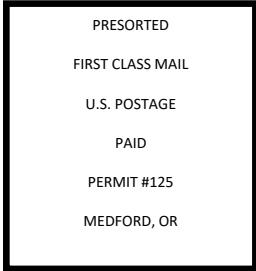 PRESORTED
FIRST CLASS MAIL
U.S. POSTAGE
PAID
PERMIT #125
MEDFORD, OR